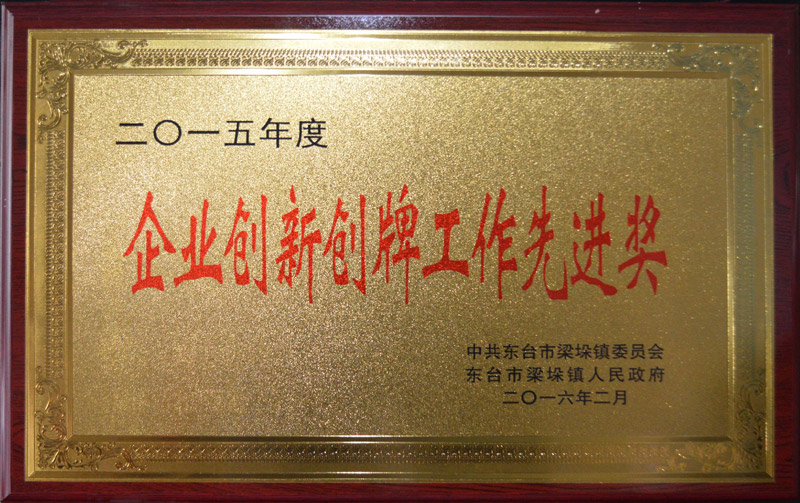 二〇一五年度
企业创新创牌工作先进奖
中共东台市梁垛镇委员会
东台市梁垛镇人民政府
二〇一六年二月